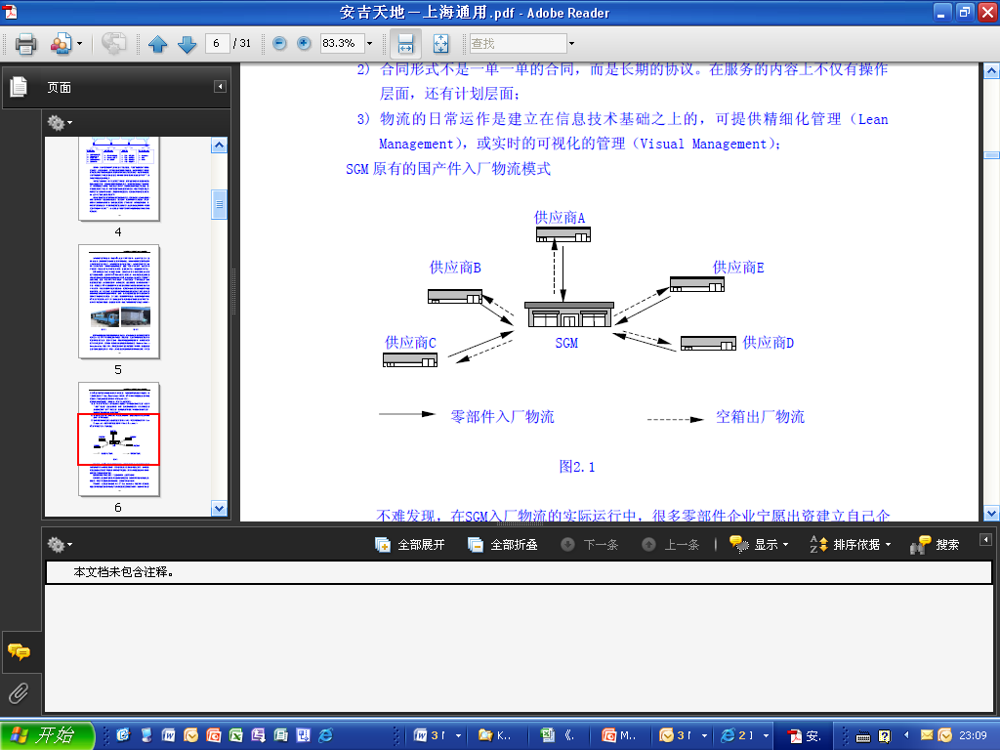 安吉天地－上海通用.pdf - Adobe Reader
6 / 31
83.3%
查找
页面
4
5
6
2) 合同形式不是一单一单的合同，而是长期的协议。在服务的内容上不仅有操作
层面，还有计划层面；
3) 物流的日常运作是建立在信息技术基础之上的，可提供精细化管理（Lean
Management），或实时的可视化的管理（Visual Management）；
SGM 原有的国产件入厂物流模式
供应商A
供应商B
供应商E
供应商C
SGM
供应商D
零部件入厂物流
空箱出厂物流
图2.1
不难发现，在SGM入厂物流的实际运行中，很多零部件企业宁愿出资建立自己企
全部展开
全部折叠
下一条
上一条
显示
排序依据
搜索
本文档未包含注释。
开始
K..
M..
安.
23:09